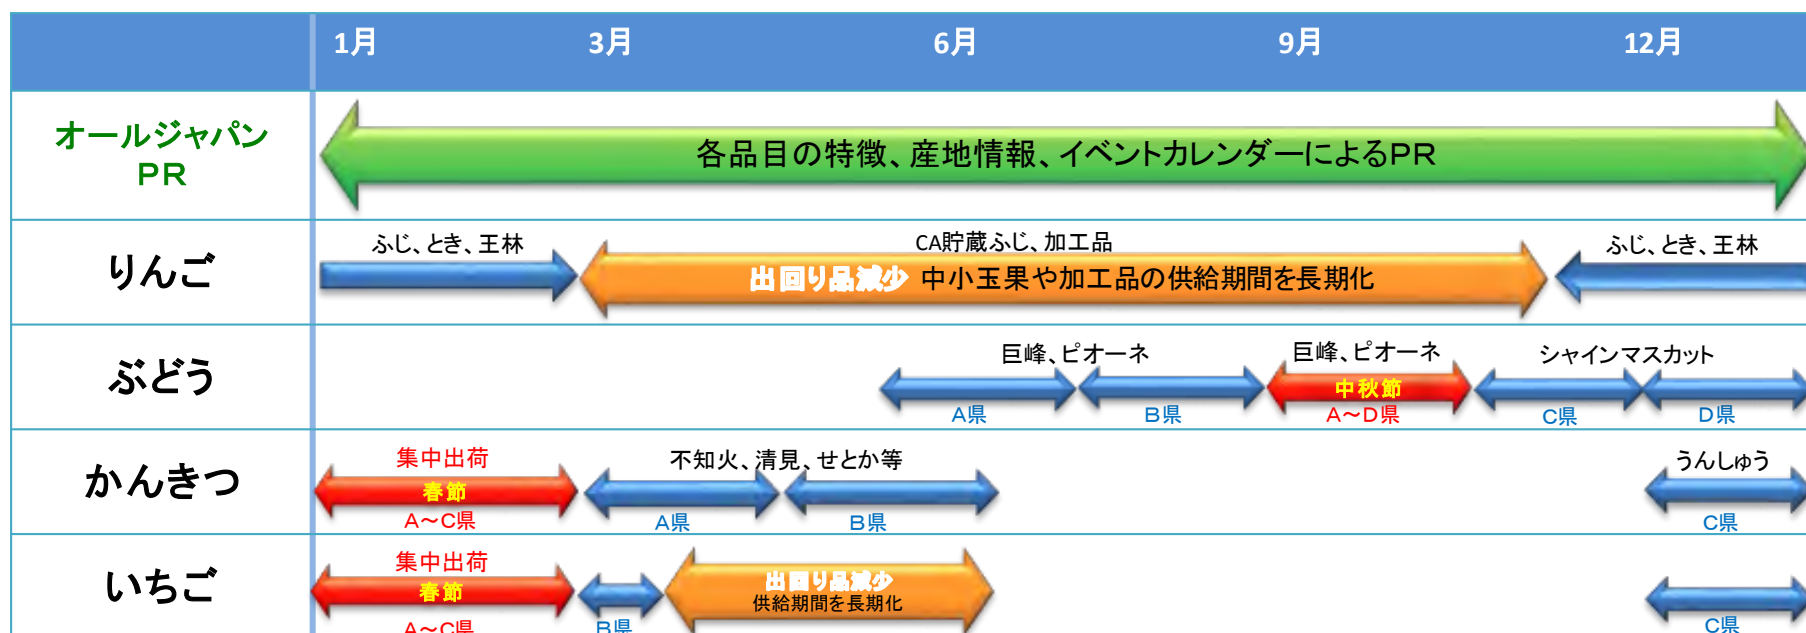 1月 3月 6月 9月 12月
オールジャパン
PR
各品目の特徴、産地情報、イベントカレンダーによるPR
りんご
ふじ、とき、王林
CA貯蔵ふじ、加工品
出回り品減少 中小玉果や加工品の供給期間を長期化
ふじ、とき、王林
ぶどう
巨峰、ピオーネ
A県
B県
巨峰、ピオーネ
中秋節
A～D県
シャインマスカット
C県
D県
かんきつ
集中出荷
春節
A～C県
不知火、清見、せとか等
A県
B県
うんしゅう
C県
いちご
集中出荷
春節
A～C県
B県
出回り品減少
供給期間を長期化
C県